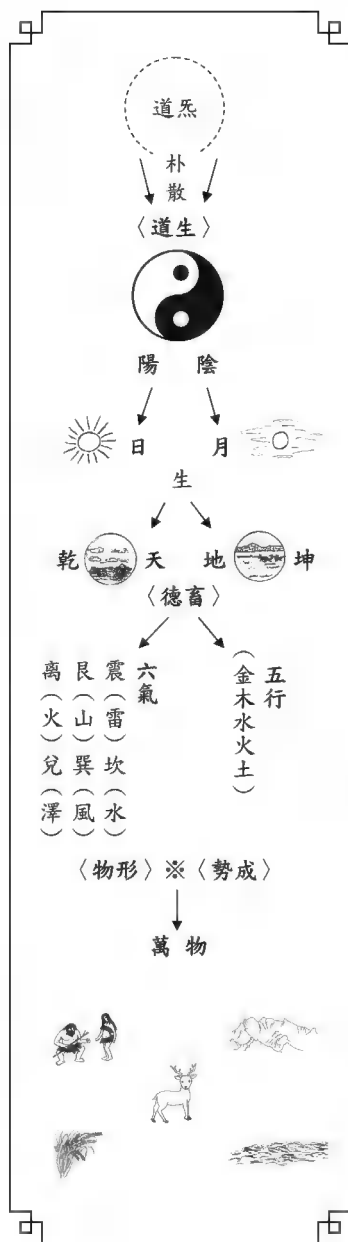 道炁
朴散
〈道生〉
陽 陰
日 月
生
乾 天 地 坤
〈德畜〉
五行
(金木水火土)
六氣
震(雷)坎(水)
艮(山)巽(風)
离(火)兌(澤)
〈物形〉※〈勢成〉
萬物